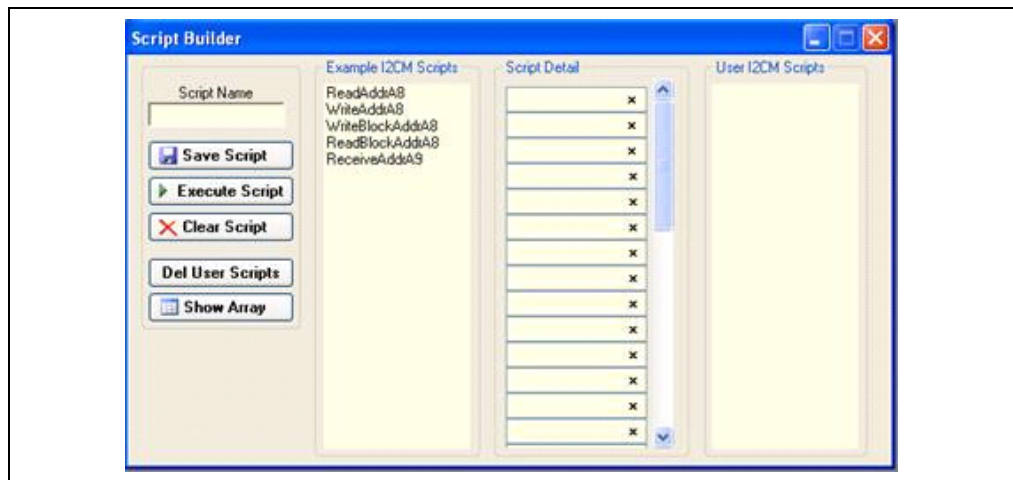 Script Builder
Script Name
Save Script
Execute Script
Clear Script
Del User Scripts
Show Array
Example I2CM Scripts
ReadAddrA8
WriteAddrA8
WriteBlockAddrA8
ReadBlockAddrA8
ReceiveAddrA9
Script Detail
User I2CM Scripts